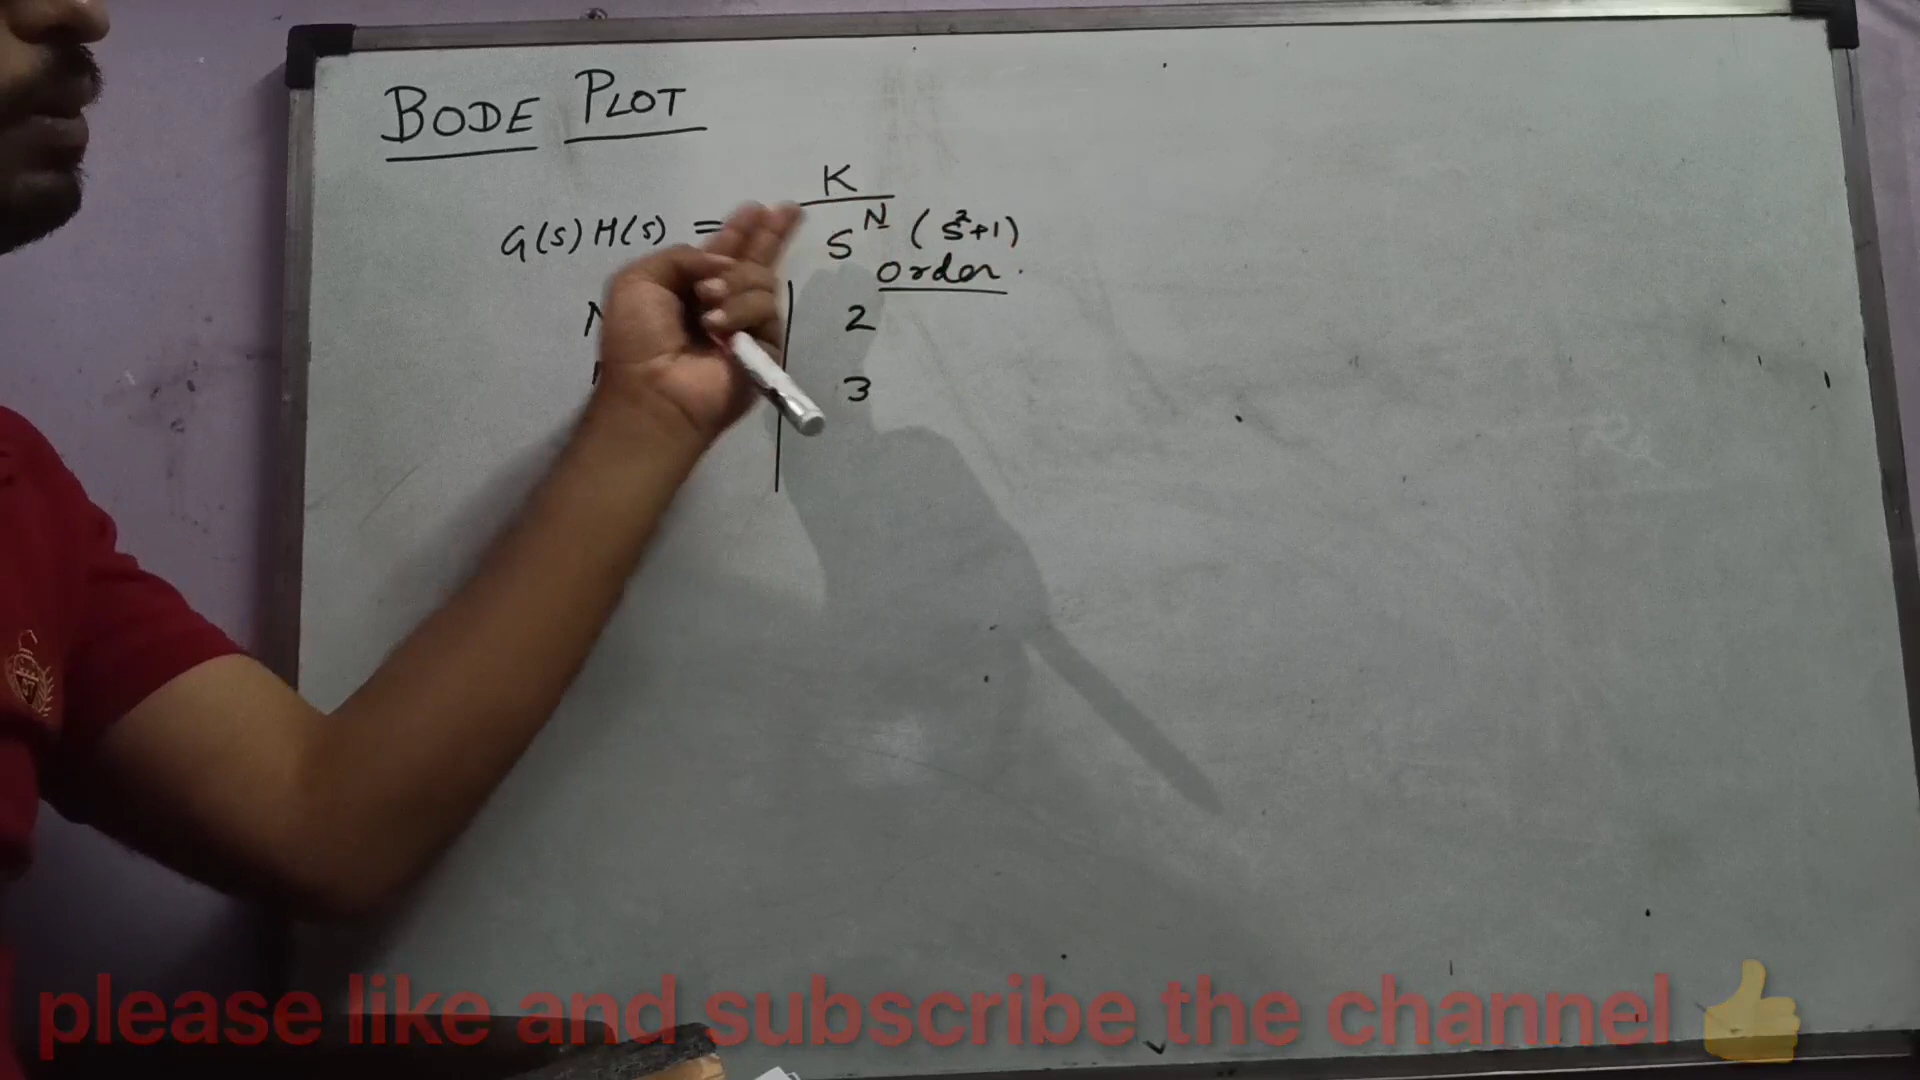 BODE PLOT
K
G(s) H(s) = S^N (s²+1)
order.
N 2
3
please like and subscribe the channel 👍